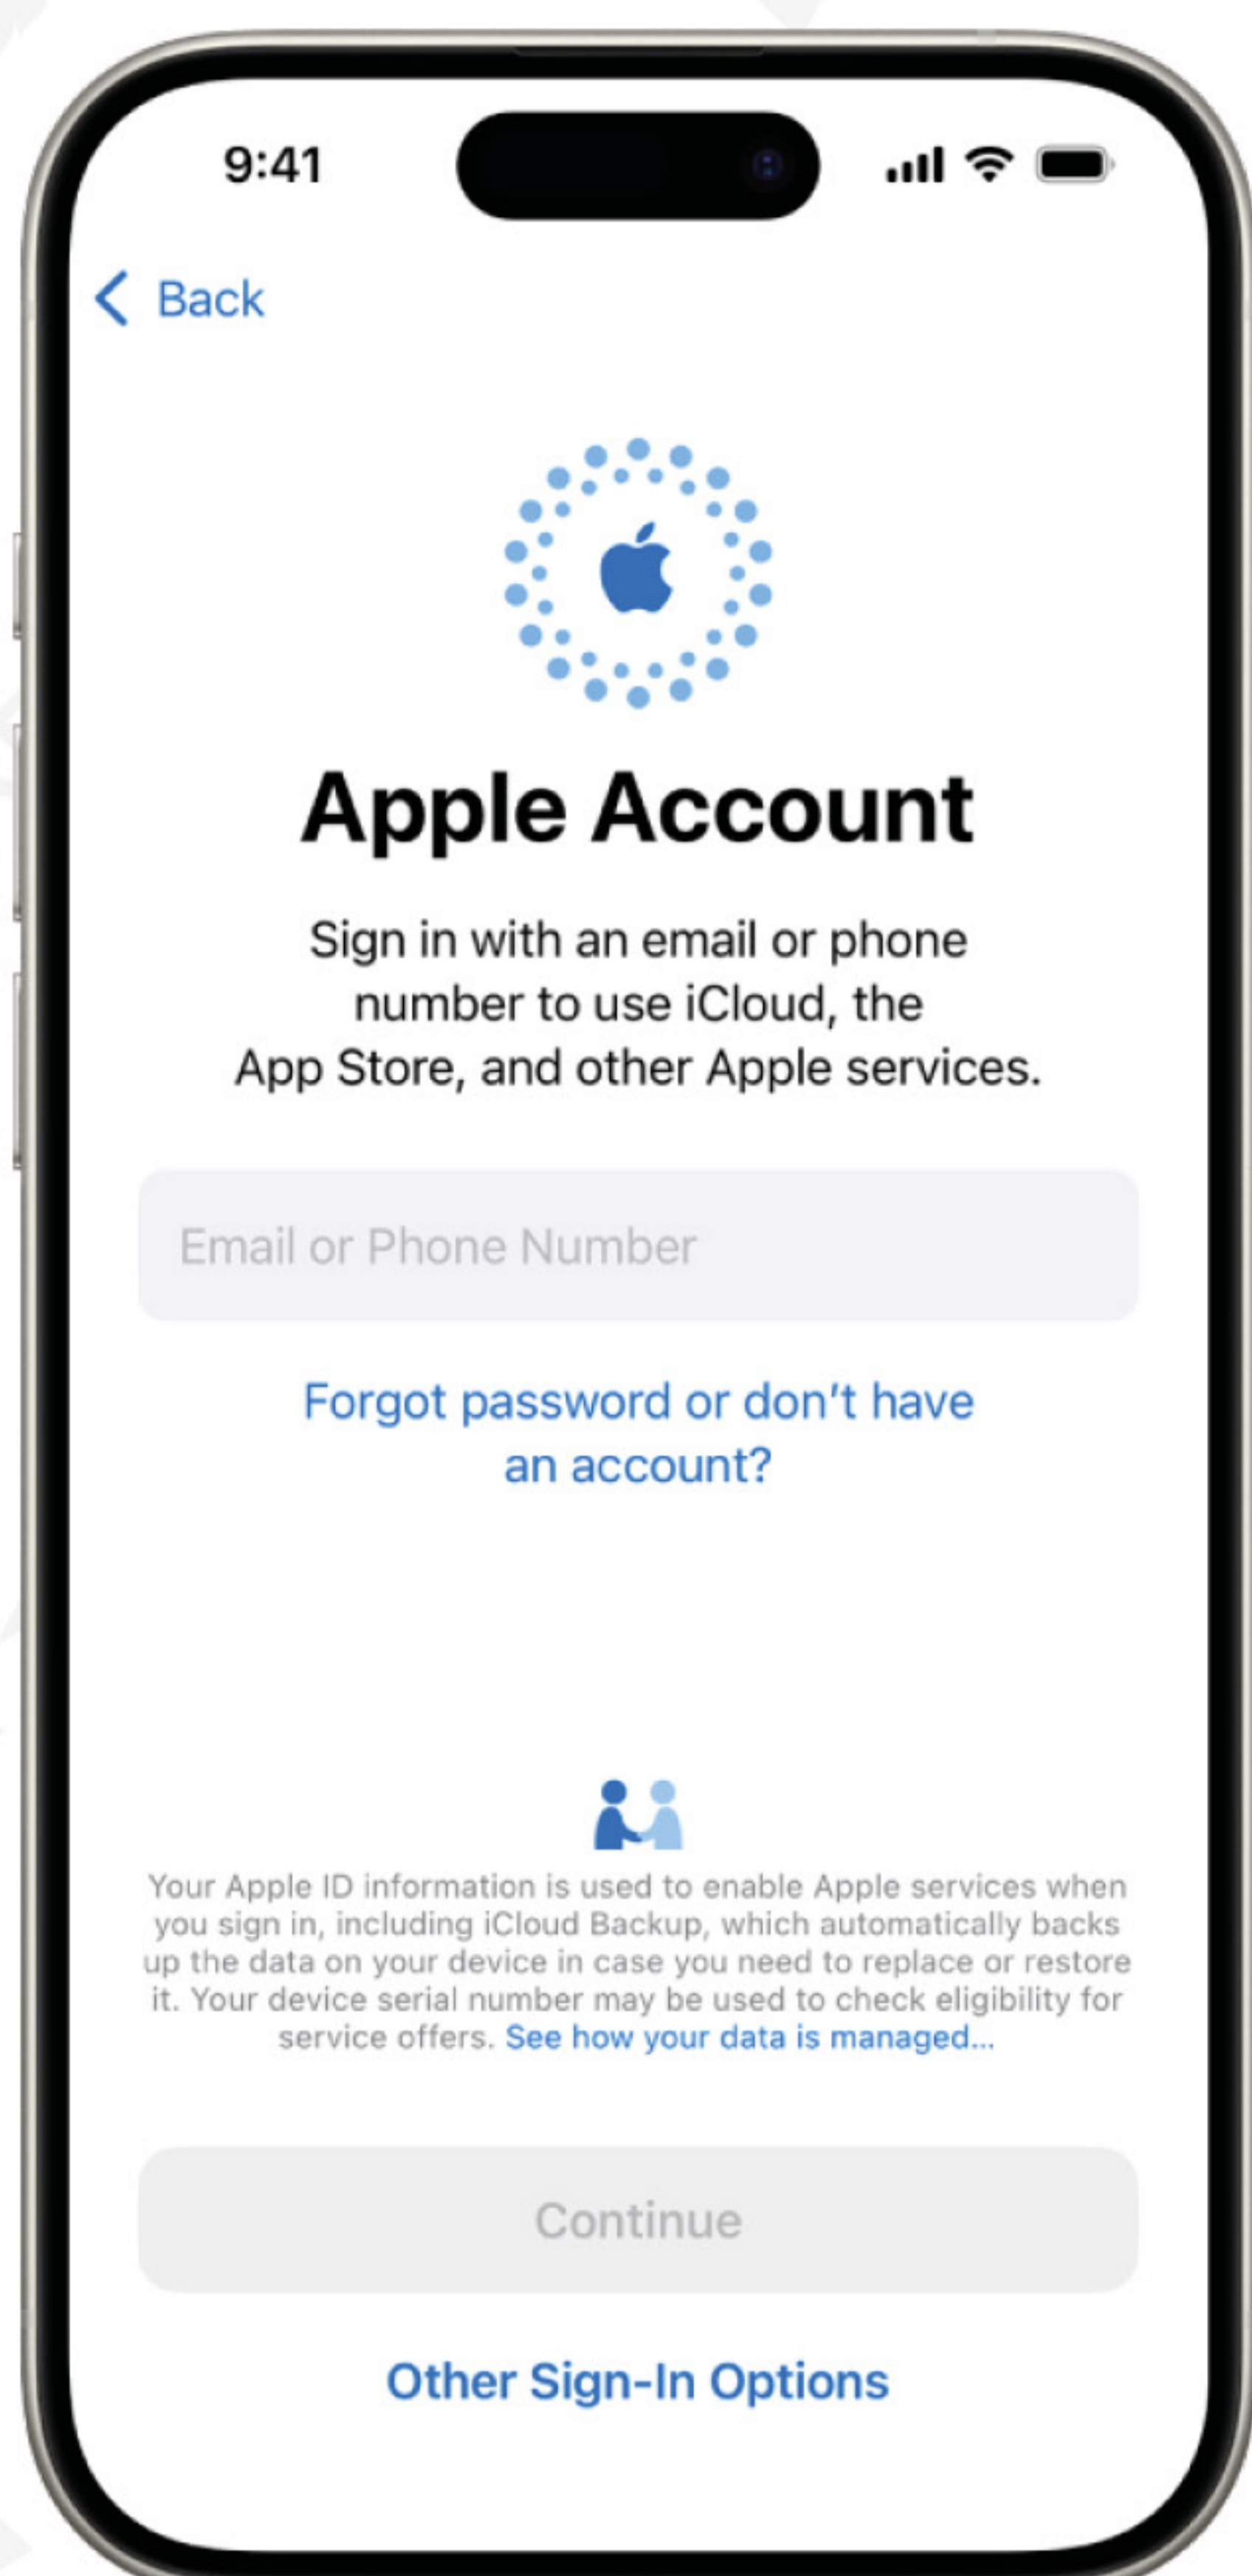 9:41
Back
Apple Account
Sign in with an email or phone
number to use iCloud, the
App Store, and other Apple services.
Email or Phone Number
Forgot password or don’t have
an account?
Your Apple ID information is used to enable Apple services when
you sign in, including iCloud Backup, which automatically backs
up the data on your device in case you need to replace or restore
it. Your device serial number may be used to check eligibility for
service offers. See how your data is managed...
Continue
Other Sign-In Options